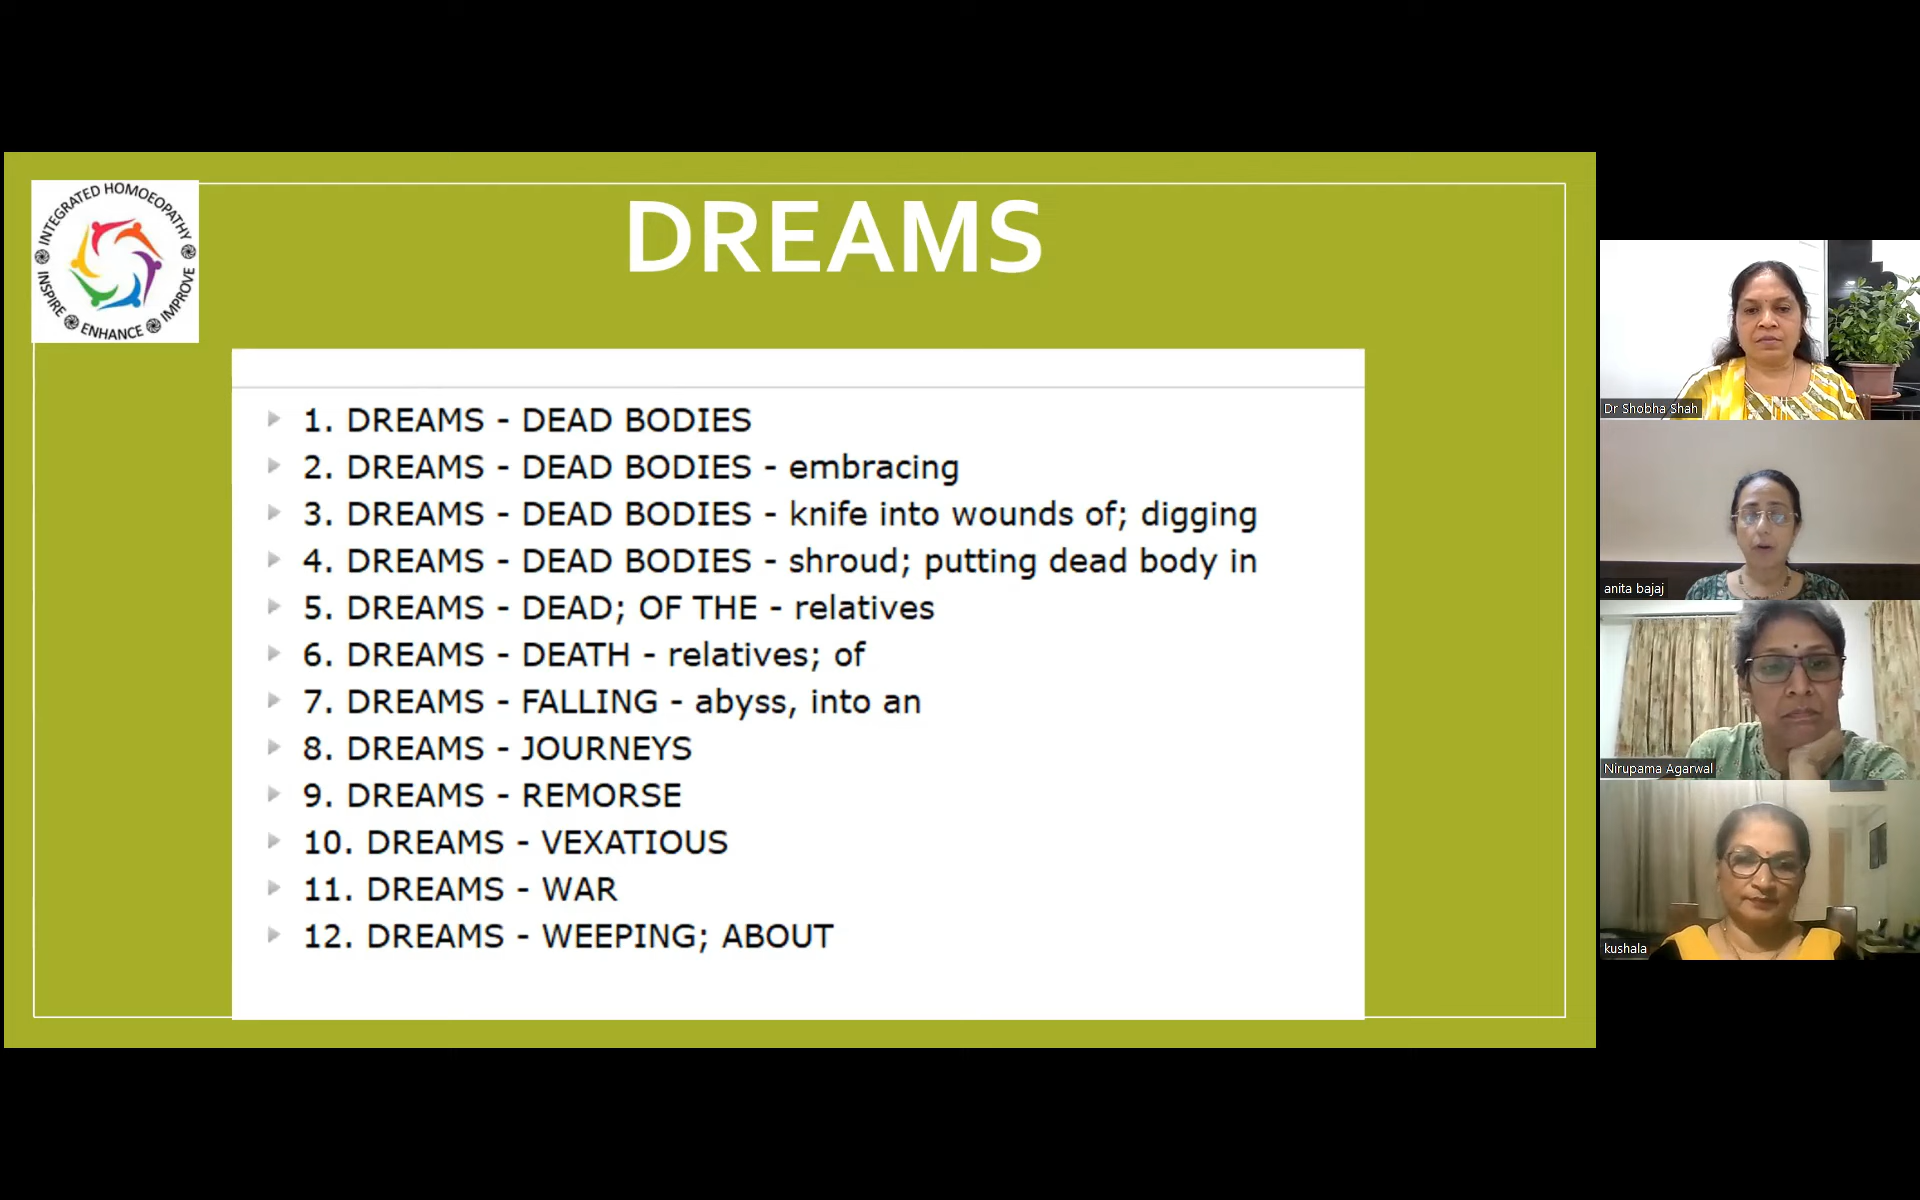 INTEGRATED HOMOEOPATHY
INSPIRE ENHANCE IMPROVE
DREAMS
1. DREAMS - DEAD BODIES
2. DREAMS - DEAD BODIES - embracing
3. DREAMS - DEAD BODIES - knife into wounds of; digging
4. DREAMS - DEAD BODIES - shroud; putting dead body in
5. DREAMS - DEAD; OF THE - relatives
6. DREAMS - DEATH - relatives; of
7. DREAMS - FALLING - abyss, into an
8. DREAMS - JOURNEYS
9. DREAMS - REMORSE
10. DREAMS - VEXATIOUS
11. DREAMS - WAR
12. DREAMS - WEEPING; ABOUT
Dr Shobha Shah
anita bajaj
Nirupama Agarwal
kushala